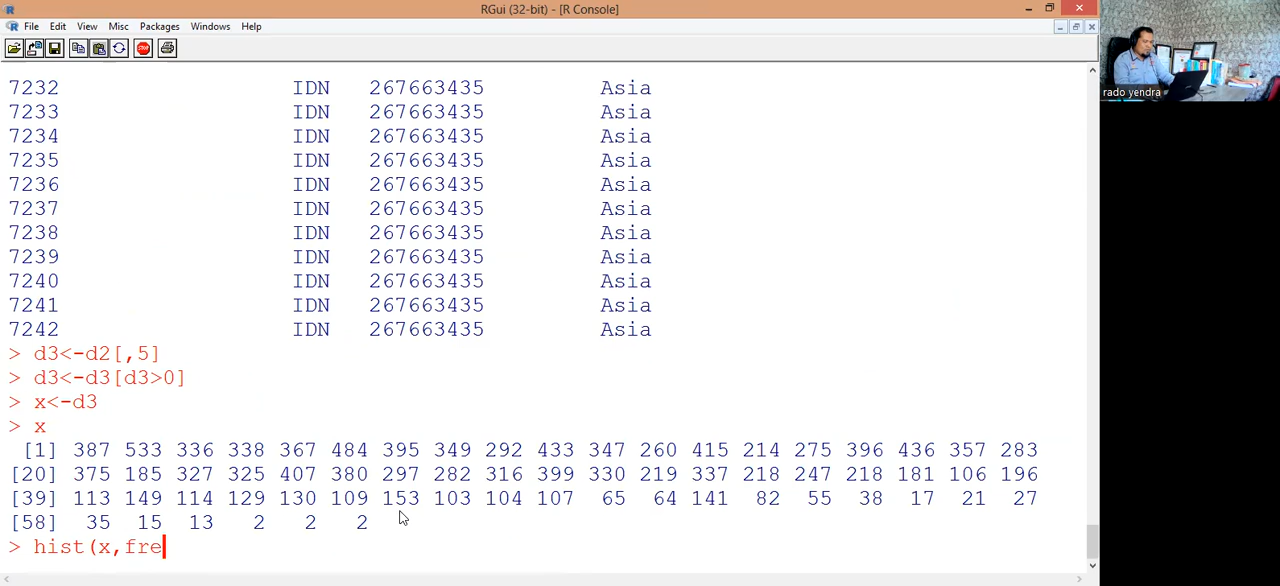 RGui (32-bit) - [R Console]
File Edit View Misc Packages Windows Help
STOP
rado yendra
7232 IDN 267663435 Asia
7233 IDN 267663435 Asia
7234 IDN 267663435 Asia
7235 IDN 267663435 Asia
7236 IDN 267663435 Asia
7237 IDN 267663435 Asia
7238 IDN 267663435 Asia
7239 IDN 267663435 Asia
7240 IDN 267663435 Asia
7241 IDN 267663435 Asia
7242 IDN 267663435 Asia
> d3<-d2[,5]
> d3<-d3[d3>0]
> x<-d3
> x
[1] 387 533 336 338 367 484 395 349 292 433 347 260 415 214 275 396 436 357 283
[20] 375 185 327 325 407 380 297 282 316 399 330 219 337 218 247 218 181 106 196
[39] 113 149 114 129 130 109 153 103 104 107 65 64 141 82 55 38 17 21 27
[58] 35 15 13 2 2 2
> hist(x,fre